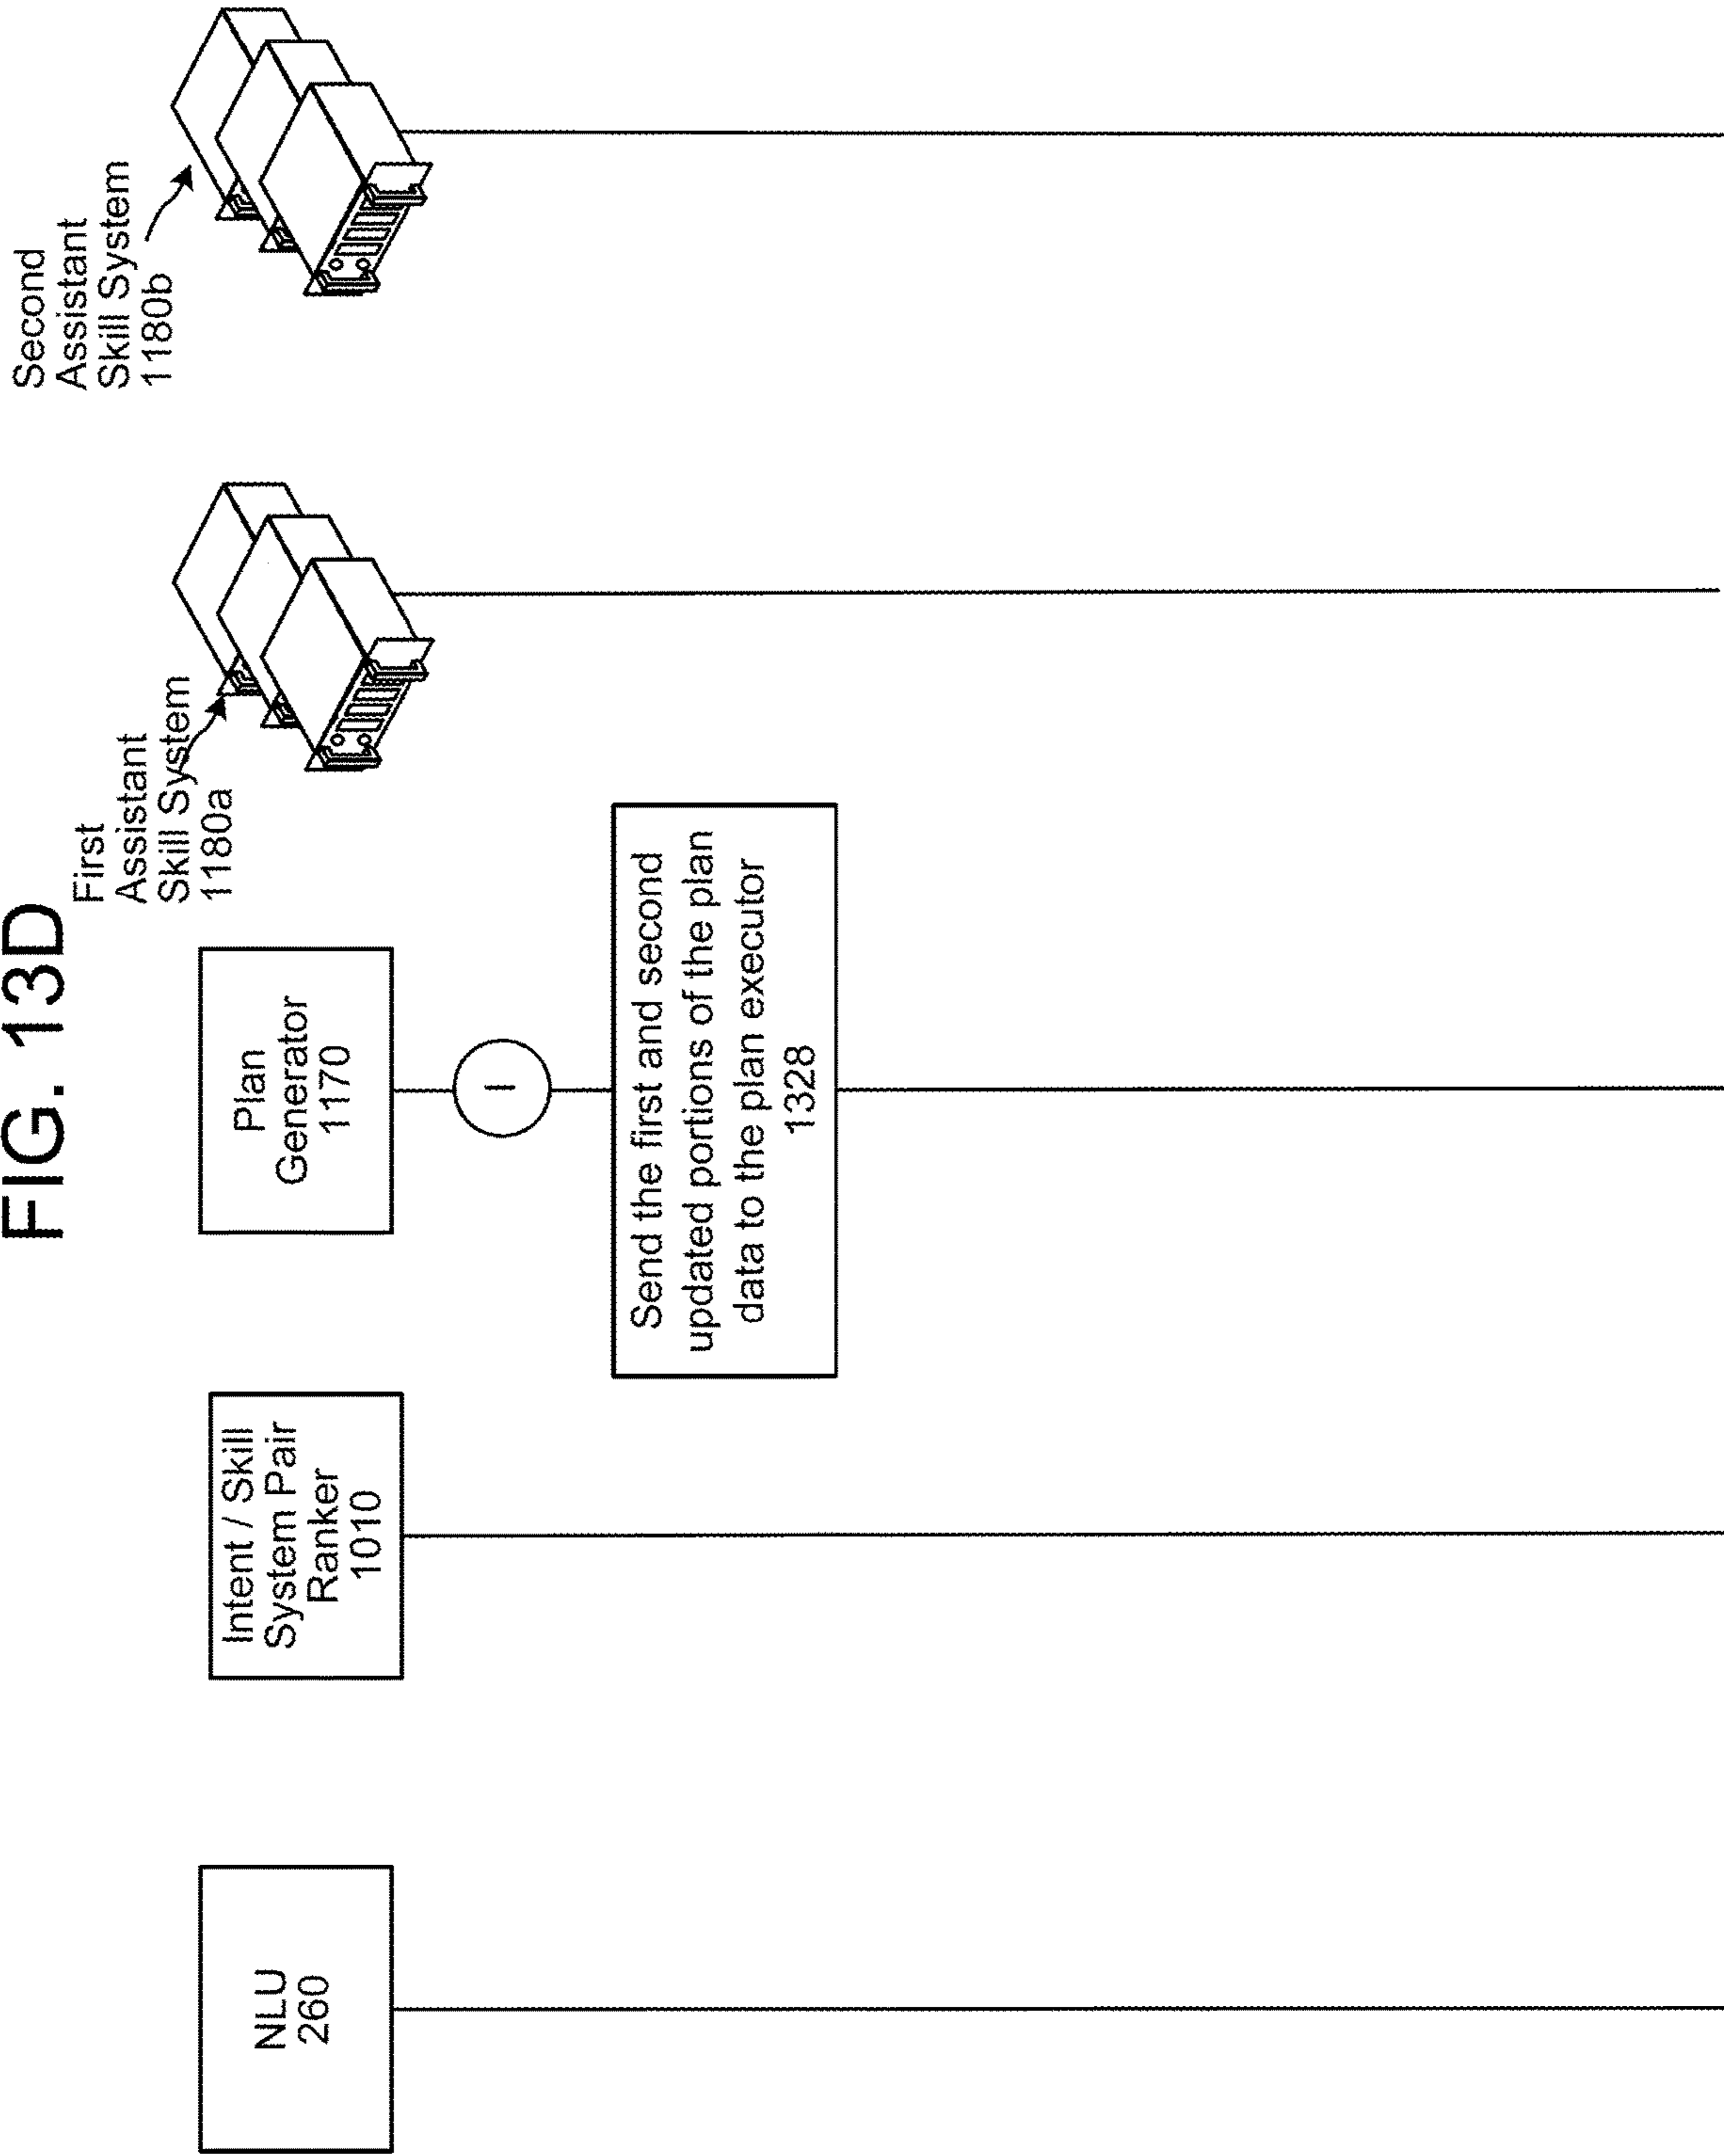 FIG. 13D
NLU
260
Intent / Skill
System Pair
Ranker
1010
Plan
Generator
1170
First
Assistant
Skill System
1180a
Second
Assistant
Skill System
1180b
I
Send the first and second
updated portions of the plan
data to the plan executor
1328